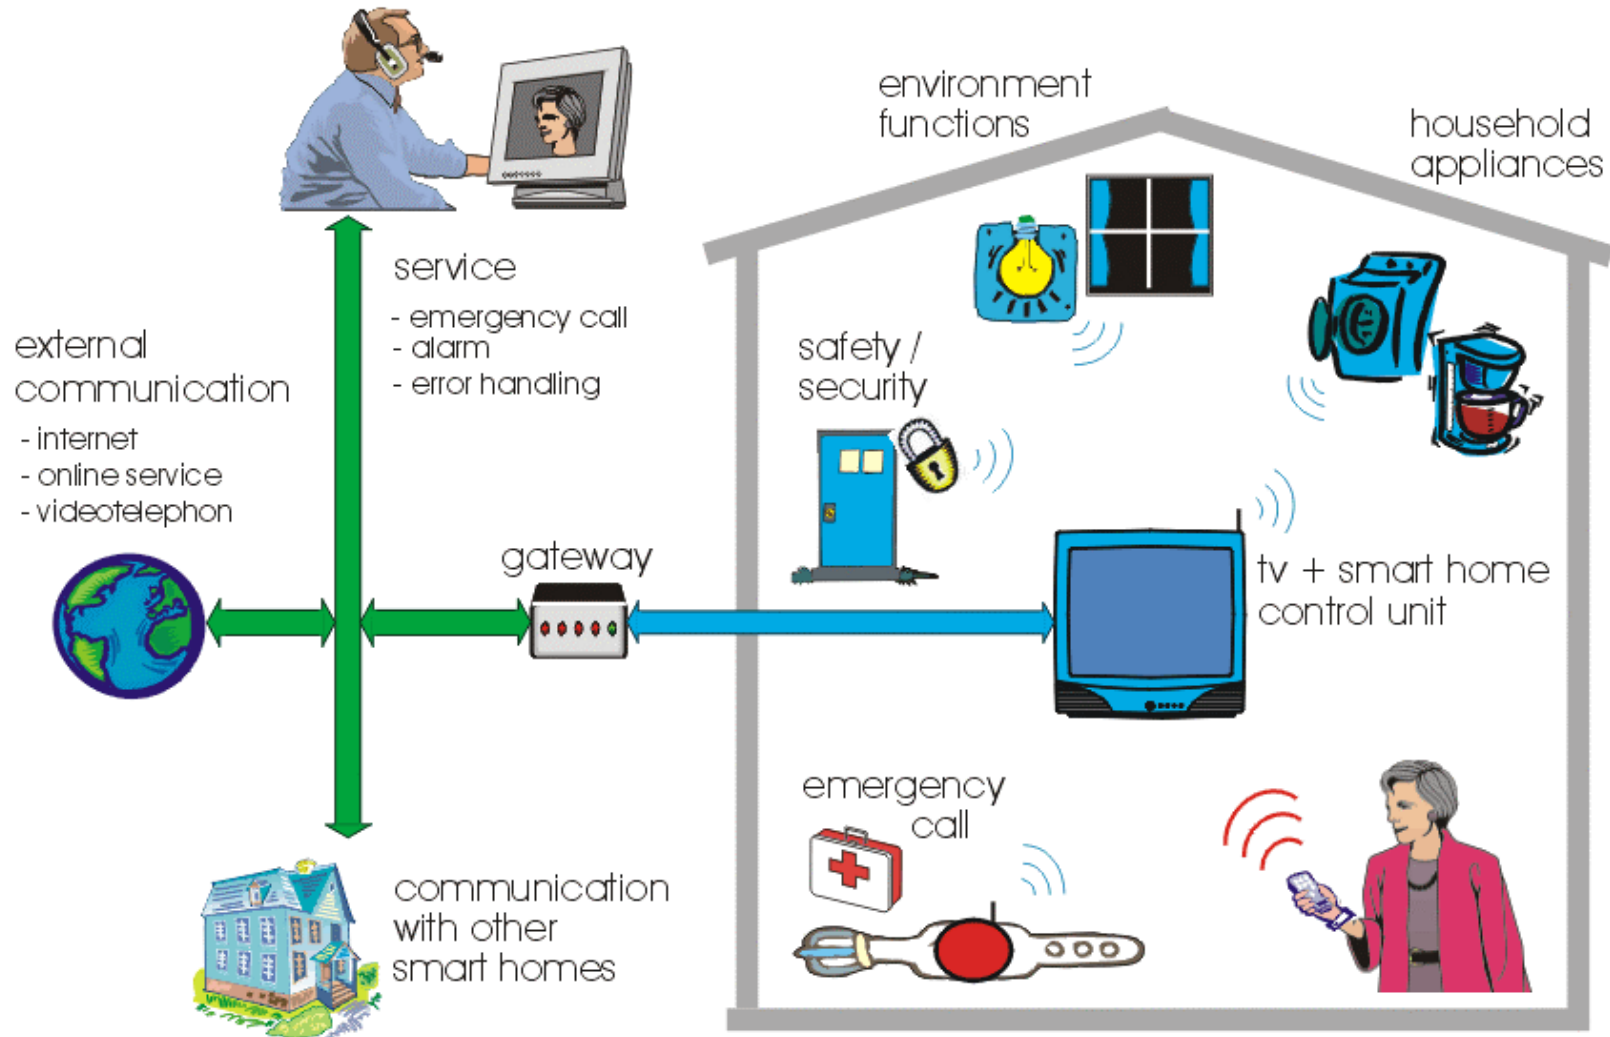 environment
functions
household
appliances
service
- emergency call
- alarm
- error handling
external
communication
- internet
- online service
- videotelephon
safety /
security
gateway
tv + smart home
control unit
emergency
call
communication
with other
smart homes